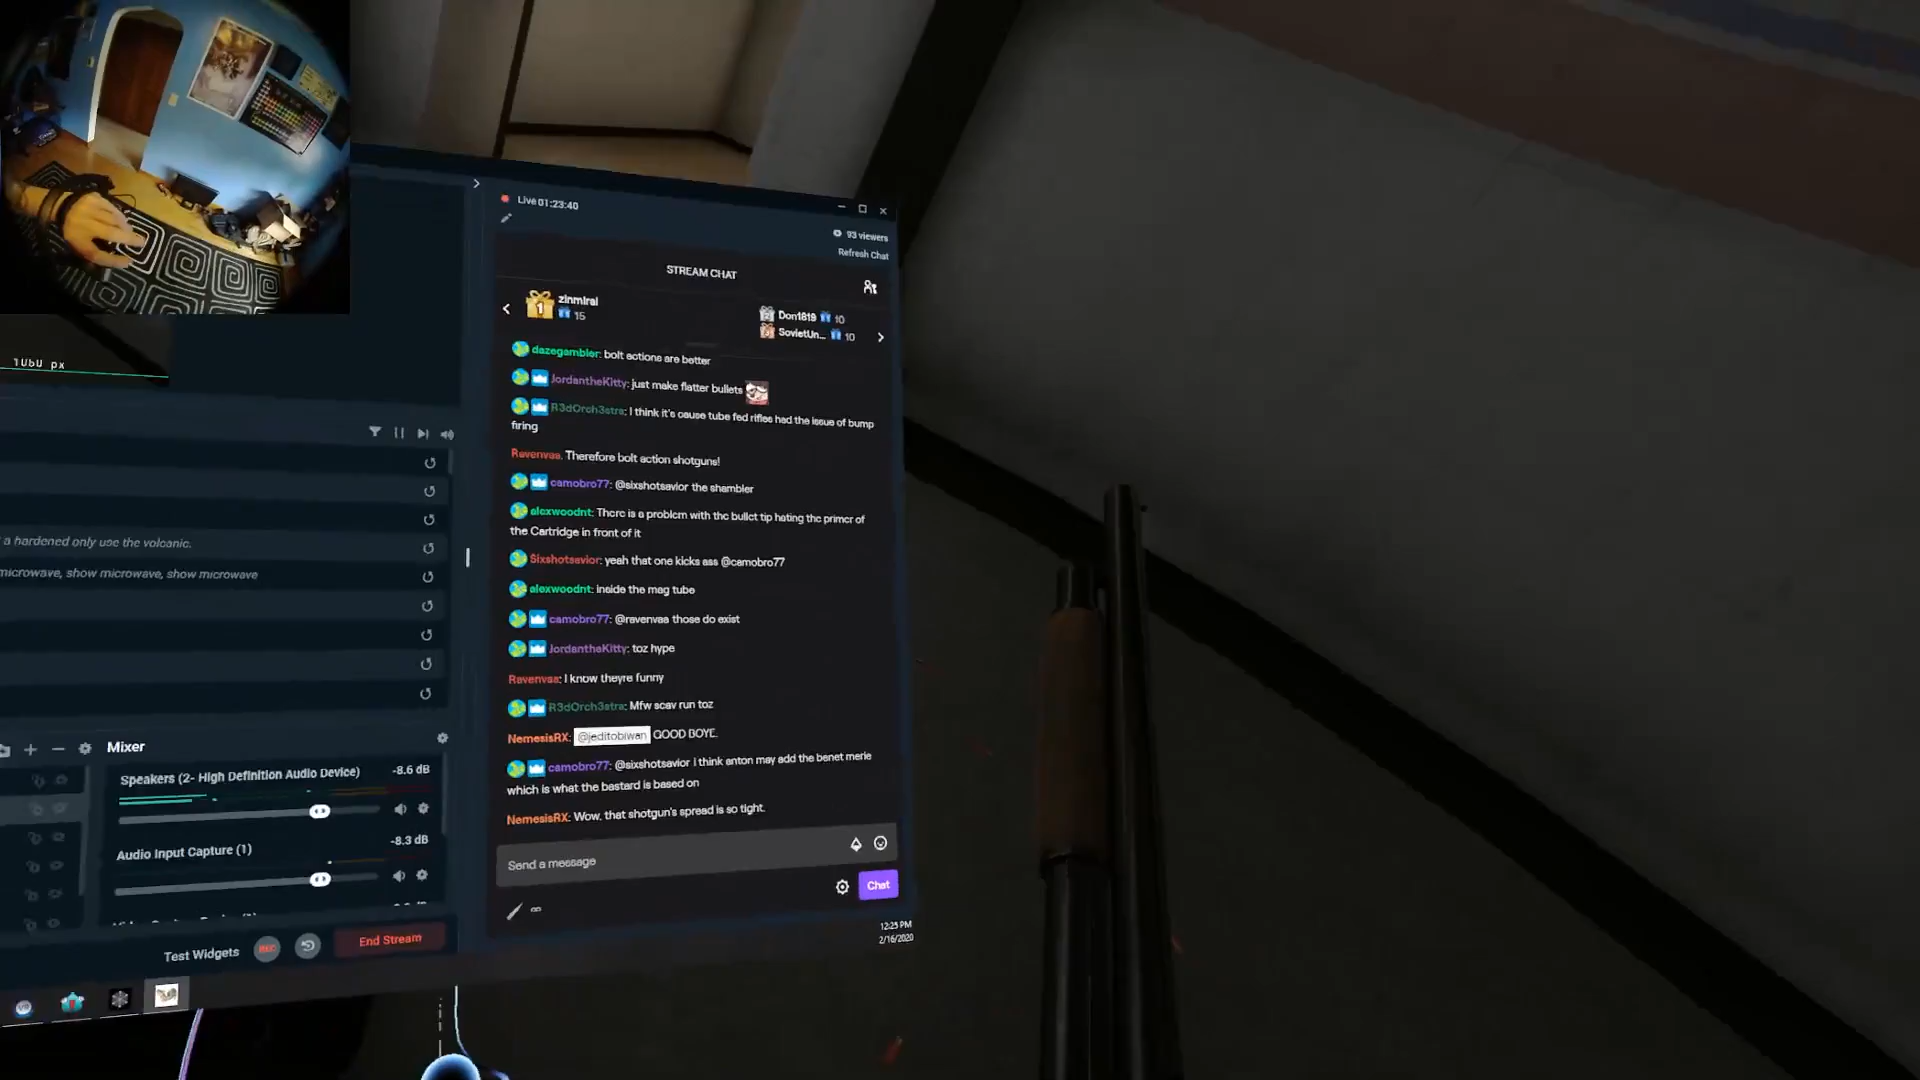 Live 01:23:40
93 viewers
Refresh Chat
STREAM CHAT
zinmirai
15
Don1819 10
SovietUn... 10
1080 px
dazegambler: bolt actions are better
JordantheKitty: just make flatter bullets
R3dOrch3stra: I think it's cause tube fed rifles had the issue of bump
firing
Ravenvaa: Therefore bolt action shotguns!
camobro77: @sixshotsavior the shambler
alexwoodnt: There is a problem with the bullet tip hating the primer of
the Cartridge in front of it
Sixshotsavior: yeah that one kicks ass @camobro77
alexwoodnt: inside the mag tube
camobro77: @ravenvaa those do exist
JordantheKitty: toz hype
Ravenvaa: I know theyre funny
R3dOrch3stra: Mfw scav run toz
NemesisRX: @jeditobiwan GOOD BOYE.
camobro77: @sixshotsavior i think anton may add the benet merie
which is what the bastard is based on
NemesisRX: Wow, that shotgun's spread is so tight.
Send a message
Chat
a hardened only use the volcanic.
microwave, show microwave, show microwave
Mixer
Speakers (2- High Definition Audio Device) -8.6 dB
Audio Input Capture (1) -8.3 dB
Test Widgets
REC
End Stream
12:25 PM
2/16/2020